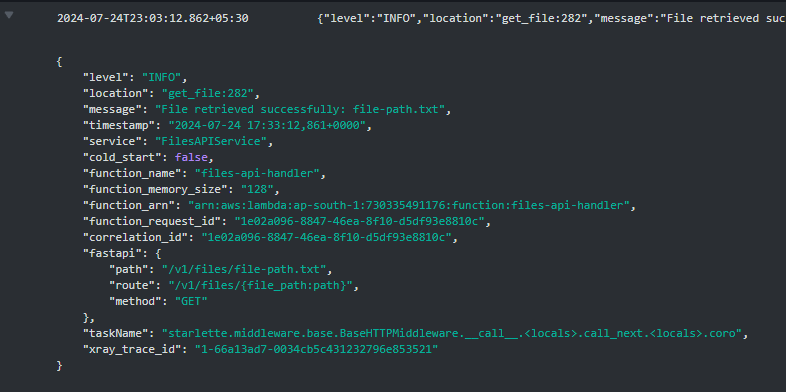 2024-07-24T23:03:12.862+05:30 {"level":"INFO","location":"get_file:282","message":"File retrieved suc
{
"level": "INFO",
"location": "get_file:282",
"message": "File retrieved successfully: file-path.txt",
"timestamp": "2024-07-24 17:33:12,861+0000",
"service": "FilesAPIService",
"cold_start": false,
"function_name": "files-api-handler",
"function_memory_size": "128",
"function_arn": "arn:aws:lambda:ap-south-1:730335491176:function:files-api-handler",
"function_request_id": "1e02a096-8847-46ea-8f10-d5df93e8810c",
"correlation_id": "1e02a096-8847-46ea-8f10-d5df93e8810c",
"fastapi": {
"path": "/v1/files/file-path.txt",
"route": "/v1/files/{file_path:path}",
"method": "GET"
},
"taskName": "starlette.middleware.base.BaseHTTPMiddleware.__call__.<locals>.call_next.<locals>.coro",
"xray_trace_id": "1-66a13ad7-0034cb5c431232796e853521"
}